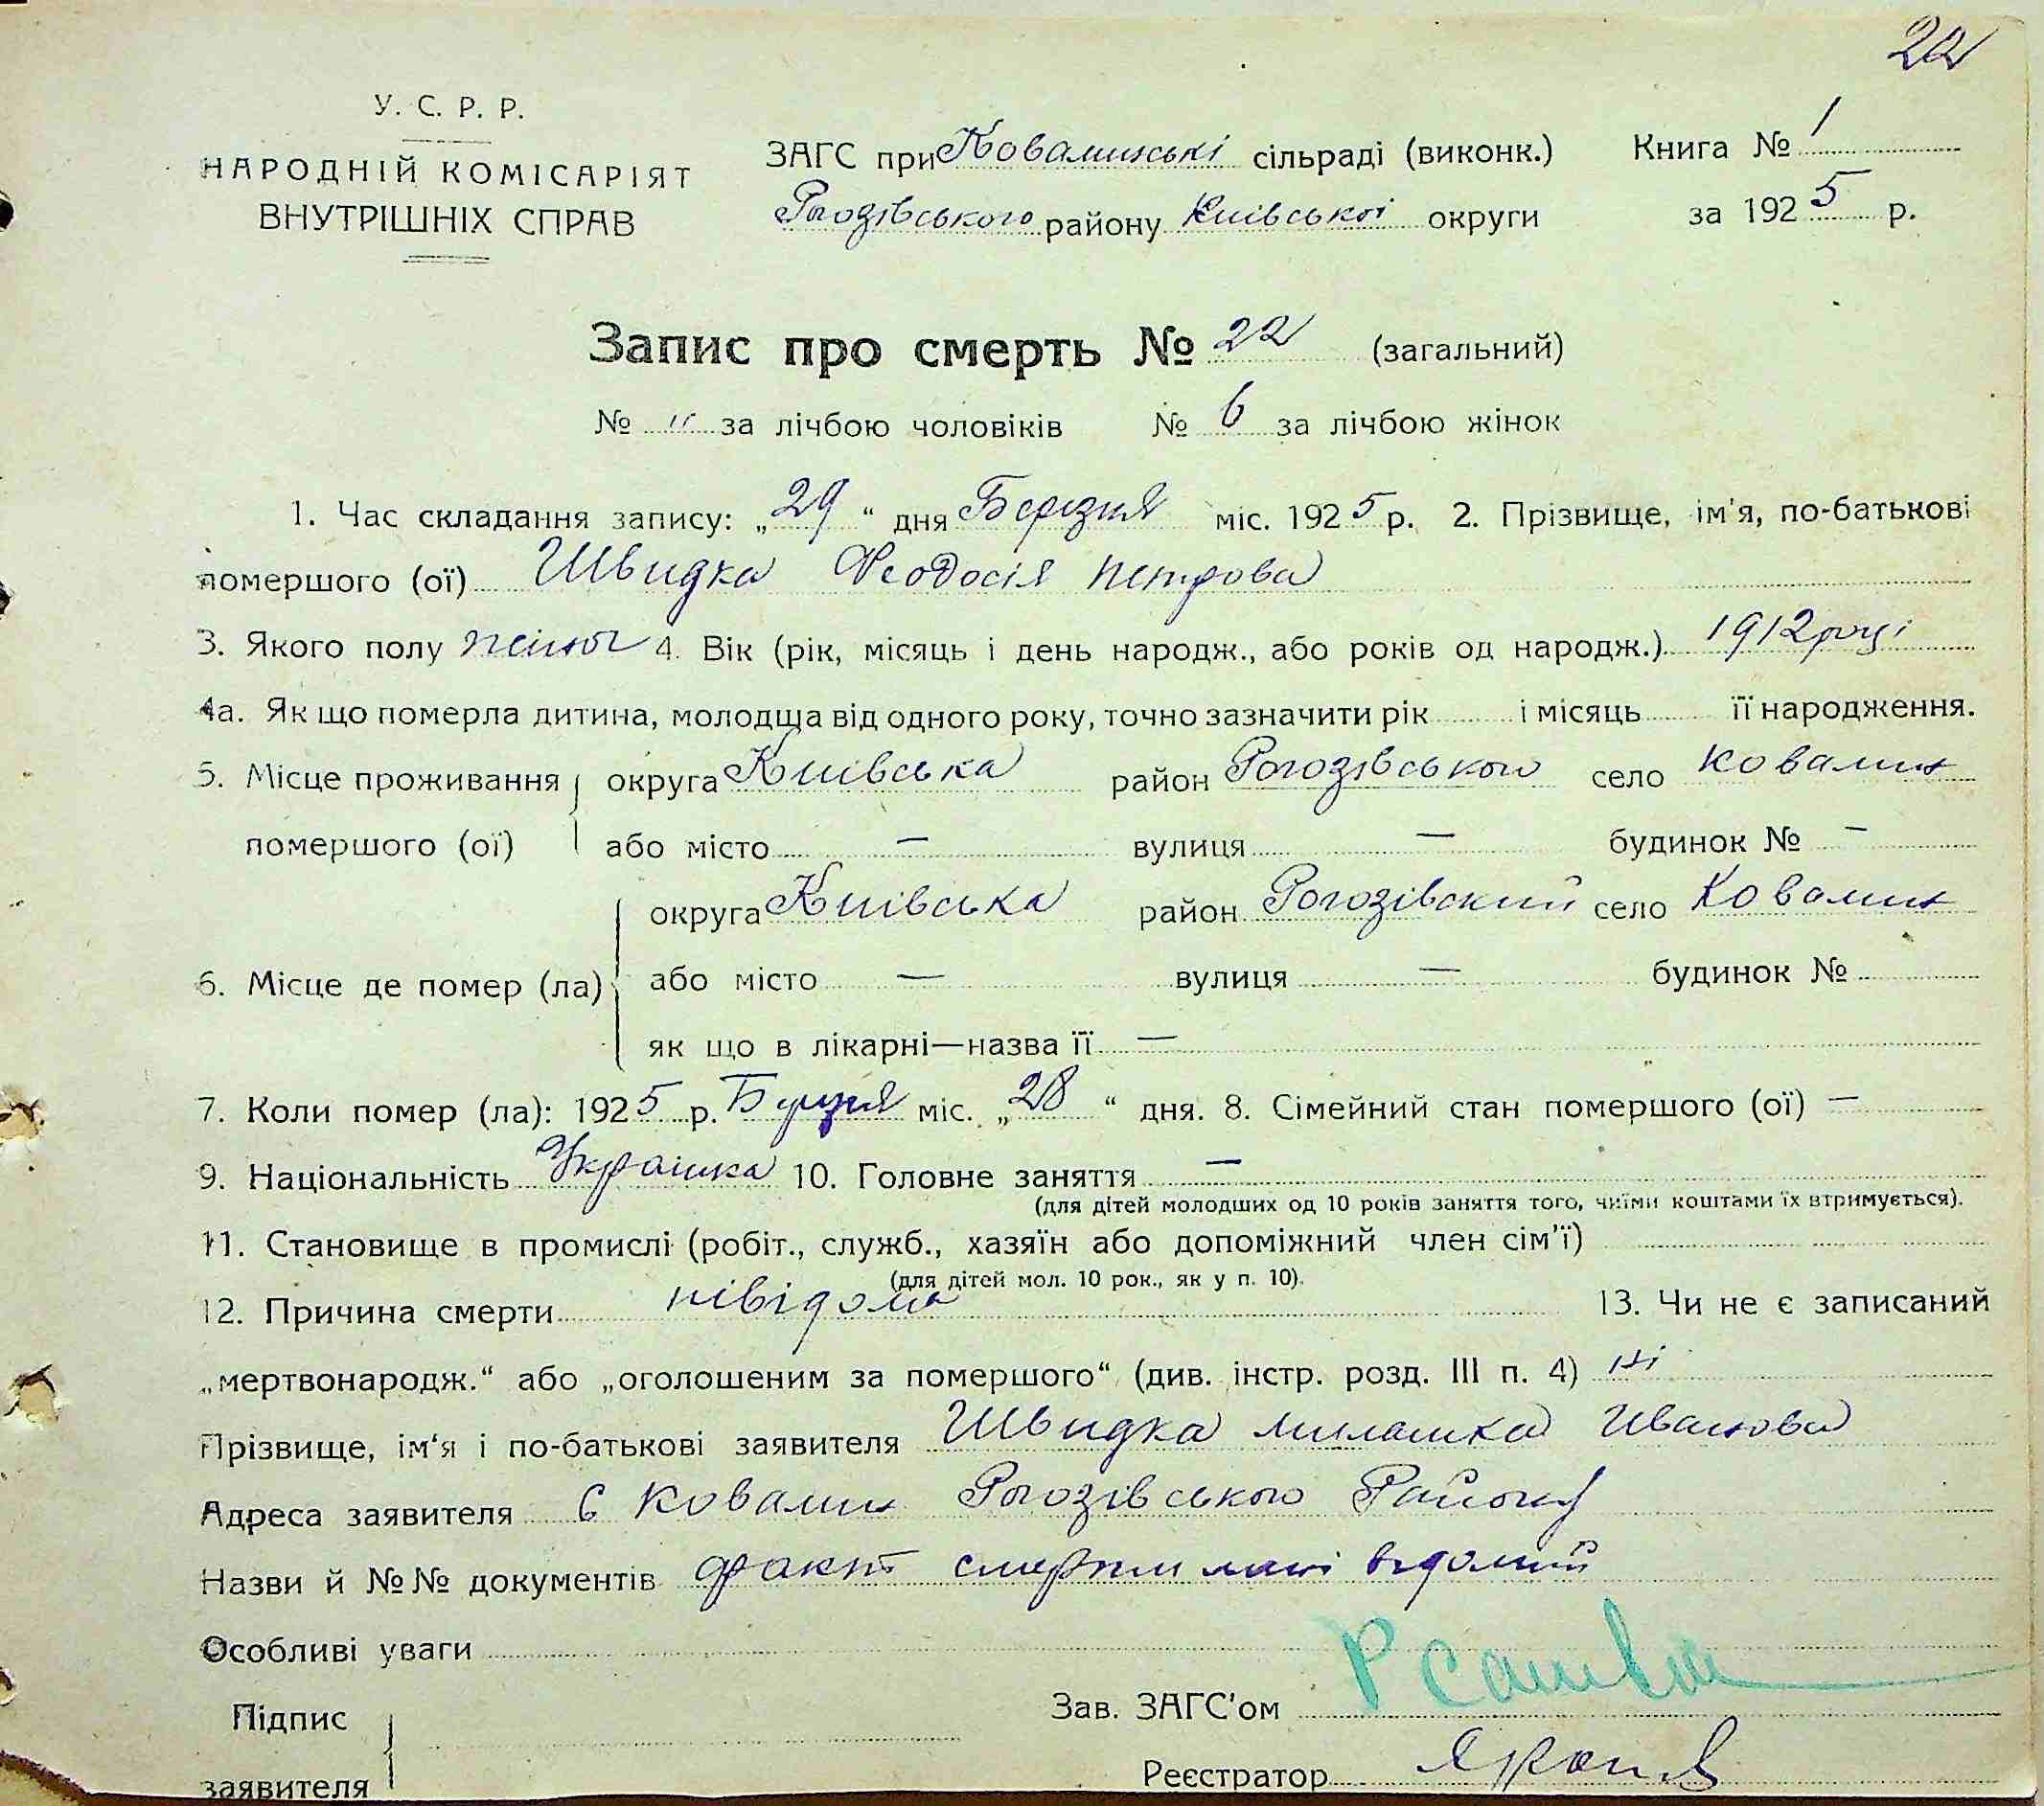 22
У. С. Р. Р.
НАРОДНІЙ КОМІСАРІЯТ
ВНУТРІШНІХ СПРАВ
ЗАГС при Ковалинські сільраді (виконк.)
Рогозівського району Київської округи
Книга № 1
за 1925 р.
Запис про смерть № 22 (загальний)
№ " за лічбою чоловіків № 6 за лічбою жінок
1. Час складання запису: „29“ дня Березня міс. 1925 р. 2. Прізвище, ім'я, по-батькові
помершого (ої) Швидка Феодосія Петрова
3. Якого полу жіноч 4. Вік (рік, місяць і день народж., або років од народж.) 1912 році
4а. Як що померла дитина, молодща від одного року, точно зазначити рік і місяць її народження.
5. Місце проживання округа Київська район Рогозівського село Ковалин
помершого (ої) або місто — вулиця — будинок № —
округа Київська район Рогозівский село Ковалин
6. Місце де помер (ла) або місто — вулиця — будинок №
як що в лікарні—назва її —
7. Коли помер (ла): 1925 р. Березня міс. „28“ дня. 8. Сімейний стан помершого (ої) —
9. Національність Українка 10. Головне заняття —
(для дітей молодших од 10 років заняття того, чиїми коштами їх втримується).
11. Становище в промислі (робіт., служб., хазяїн або допоміжний член сім'ї)
(для дітей мол. 10 рок., як у п. 10).
12. Причина смерти невідома 13. Чи не є записаний
„мертвонародж.“ або „оголошеним за помершого“ (див. інстр. розд. III п. 4) ні
Прізвище, ім'я і по-батькові заявителя Швидка Милашка Иванова
Адреса заявителя С Ковалин Рогозівського Району
Назви й №№ документів факт смерти мені відомий
Особливі уваги
Підпис
заявителя
Зав. ЗАГС'ом
Реєстратор